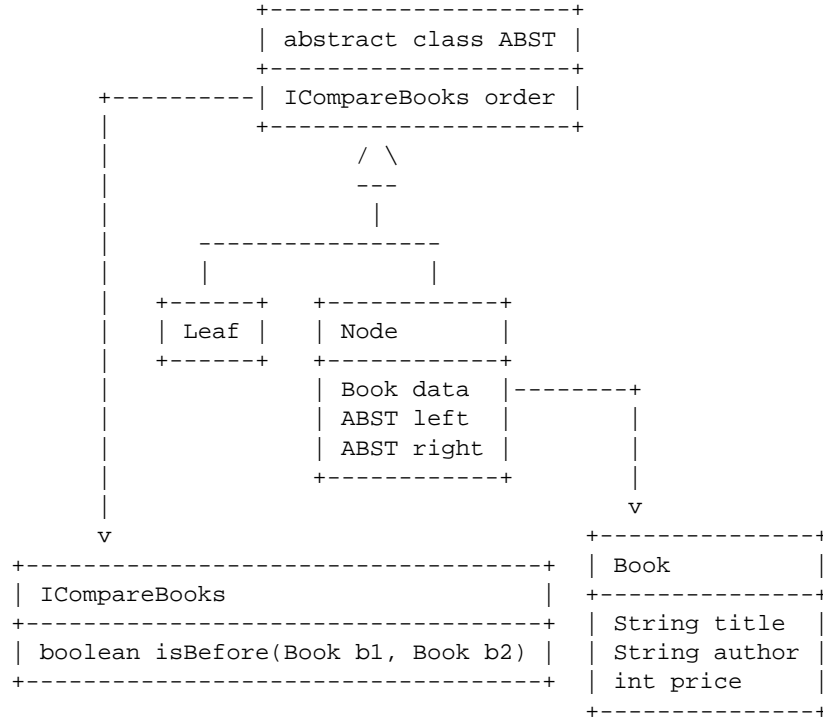 abstract class ABST
ICompareBooks order
Leaf
Node
Book data
ABST left
ABST right
ICompareBooks
boolean isBefore(Book b1, Book b2)
Book
String title
String author
int price